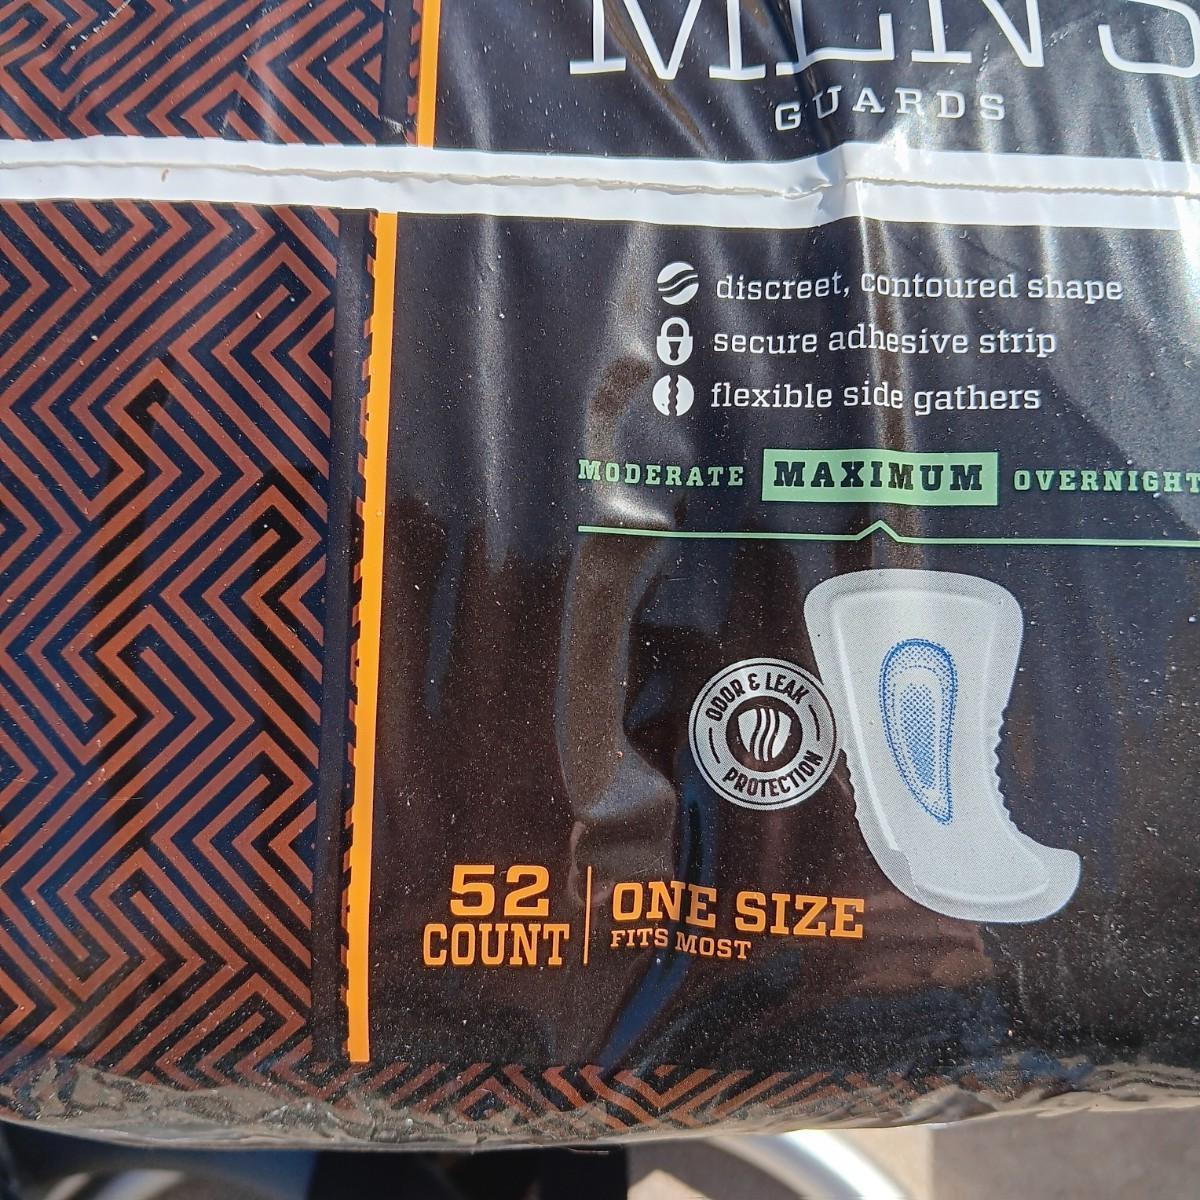 MEN'S
GUARDS
discreet, contoured shape
secure adhesive strip
flexible side gathers
MODERATE MAXIMUM OVERNIGHT
ODOR & LEAK
PROTECTION
52
COUNT
ONE SIZE
FITS MOST